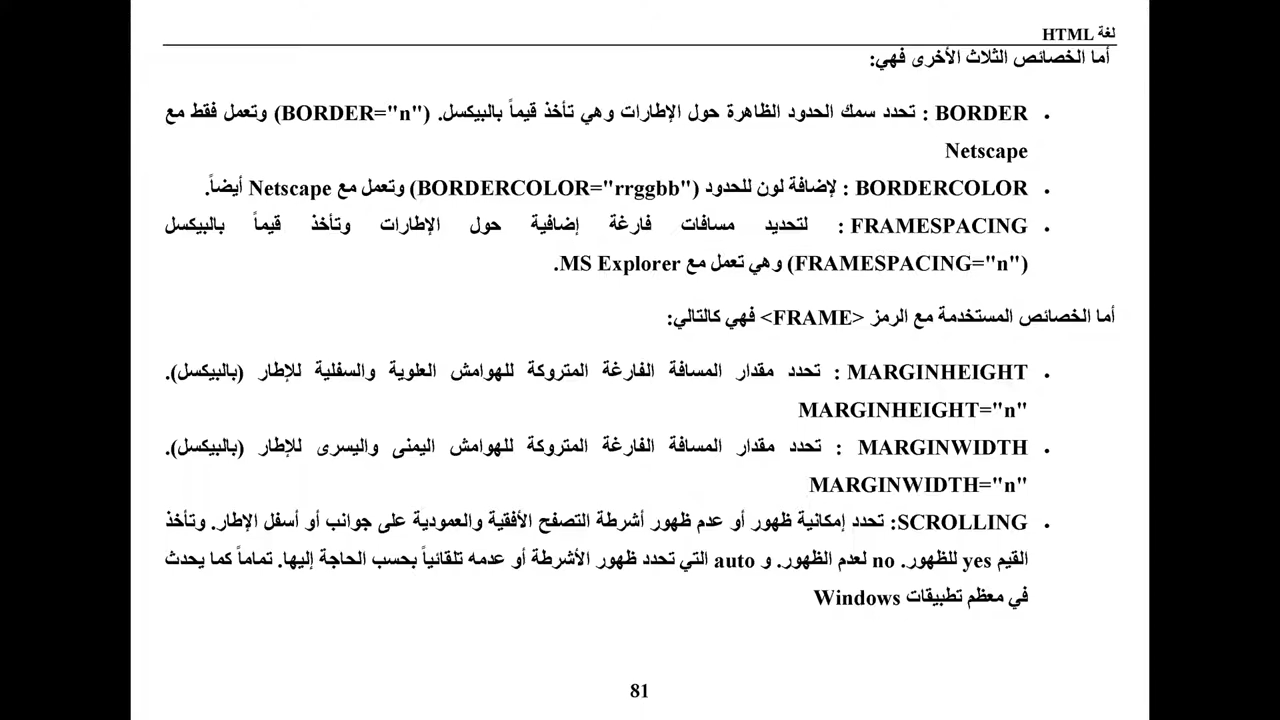 لغة HTML
أما الخصائص الثلاث الأخرى فهي:
• BORDER : تحدد سمك الحدود الظاهرة حول الإطارات وهي تأخذ قيماً بالبيكسل. (BORDER="n") وتعمل فقط مع
Netscape
• BORDERCOLOR : لإضافة لون للحدود (BORDERCOLOR="rrggbb") وتعمل مع Netscape أيضاً.
• FRAMESPACING : لتحديد مسافات فارغة إضافية حول الإطارات وتأخذ قيماً بالبيكسل
(FRAMESPACING="n") وهي تعمل مع MS Explorer.
أما الخصائص المستخدمة مع الرمز <FRAME> فهي كالتالي:
• MARGINHEIGHT : تحدد مقدار المسافة الفارغة المتروكة للهوامش العلوية والسفلية للإطار (بالبيكسل).
MARGINHEIGHT="n"
• MARGINWIDTH : تحدد مقدار المسافة الفارغة المتروكة للهوامش اليمنى واليسرى للإطار (بالبيكسل).
MARGINWIDTH="n"
• SCROLLING: تحدد إمكانية ظهور أو عدم ظهور أشرطة التصفح الأفقية والعمودية على جوانب أو أسفل الإطار. وتأخذ
القيم yes للظهور. no لعدم الظهور. و auto التي تحدد ظهور الأشرطة أو عدمه تلقائياً بحسب الحاجة إليها. تماماً كما يحدث
في معظم تطبيقات Windows
81